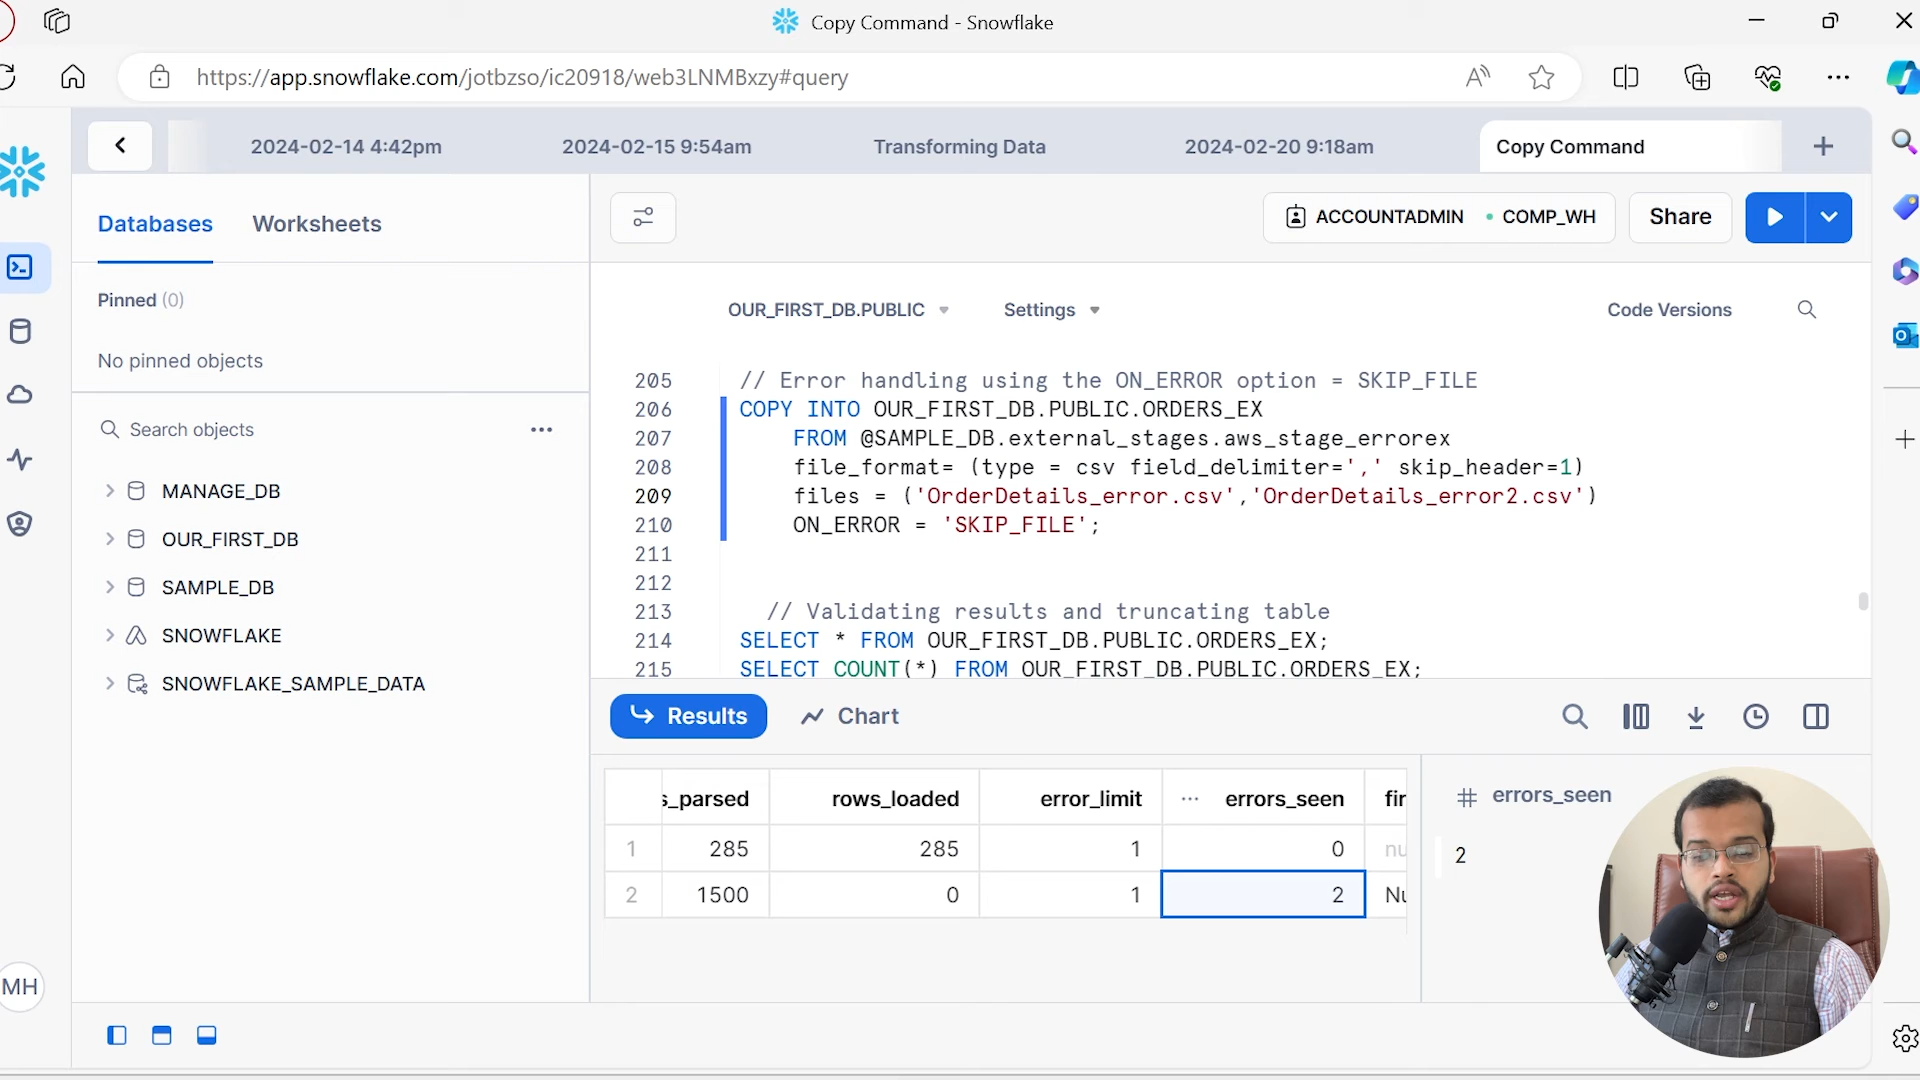 Copy Command - Snowflake
https://app.snowflake.com/jotbzso/ic20918/web3LNMBxzy#query
2024-02-14 4:42pm
2024-02-15 9:54am
Transforming Data
2024-02-20 9:18am
Copy Command
Databases
Worksheets
ACCOUNTADMIN
COMP_WH
Share
Pinned (0)
No pinned objects
Search objects
MANAGE_DB
OUR_FIRST_DB
SAMPLE_DB
SNOWFLAKE
SNOWFLAKE_SAMPLE_DATA
MH
OUR_FIRST_DB.PUBLIC
Settings
Code Versions
205 // Error handling using the ON_ERROR option = SKIP_FILE
206 COPY INTO OUR_FIRST_DB.PUBLIC.ORDERS_EX
207 FROM @SAMPLE_DB.external_stages.aws_stage_errorex
208 file_format= (type = csv field_delimiter=',' skip_header=1)
209 files = ('OrderDetails_error.csv','OrderDetails_error2.csv')
210 ON_ERROR = 'SKIP_FILE';
211
212
213 // Validating results and truncating table
214 SELECT * FROM OUR_FIRST_DB.PUBLIC.ORDERS_EX;
215 SELECT COUNT(*) FROM OUR_FIRST_DB.PUBLIC.ORDERS_EX;
Results
Chart
s_parsed rows_loaded error_limit ... errors_seen fir
1 285 285 1 0 nu
2 1500 0 1 2 Nu
# errors_seen
2